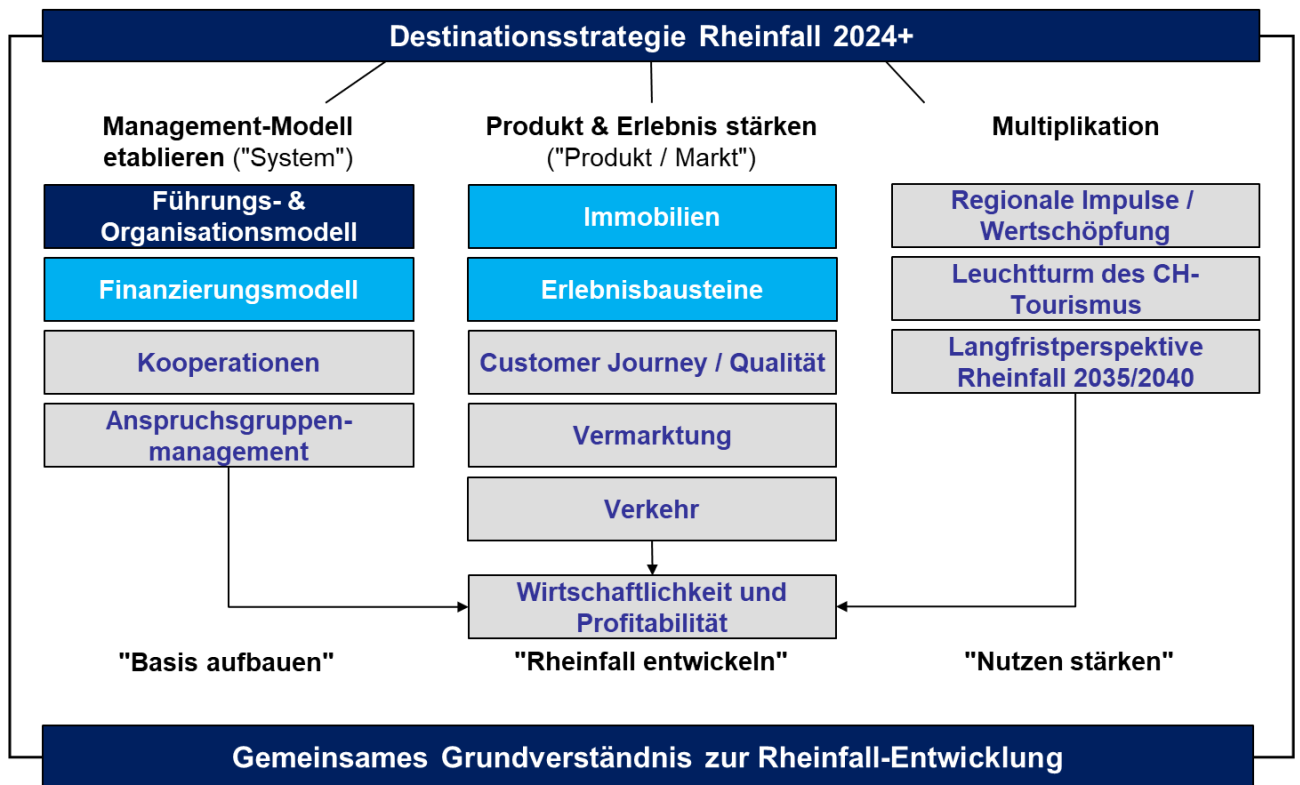 Destinationsstrategie Rheinfall 2024+
Management-Modell
etablieren ("System")
Führungs- &
Organisationsmodell
Finanzierungsmodell
Kooperationen
Anspruchsgruppen-
management
Produkt & Erlebnis stärken
("Produkt / Markt")
Immobilien
Erlebnisbausteine
Customer Journey / Qualität
Vermarktung
Verkehr
Multiplikation
Regionale Impulse /
Wertschöpfung
Leuchtturm des CH-
Tourismus
Langfristperspektive
Rheinfall 2035/2040
Wirtschaftlichkeit und
Profitabilität
"Basis aufbauen"
"Rheinfall entwickeln"
"Nutzen stärken"
Gemeinsames Grundverständnis zur Rheinfall-Entwicklung